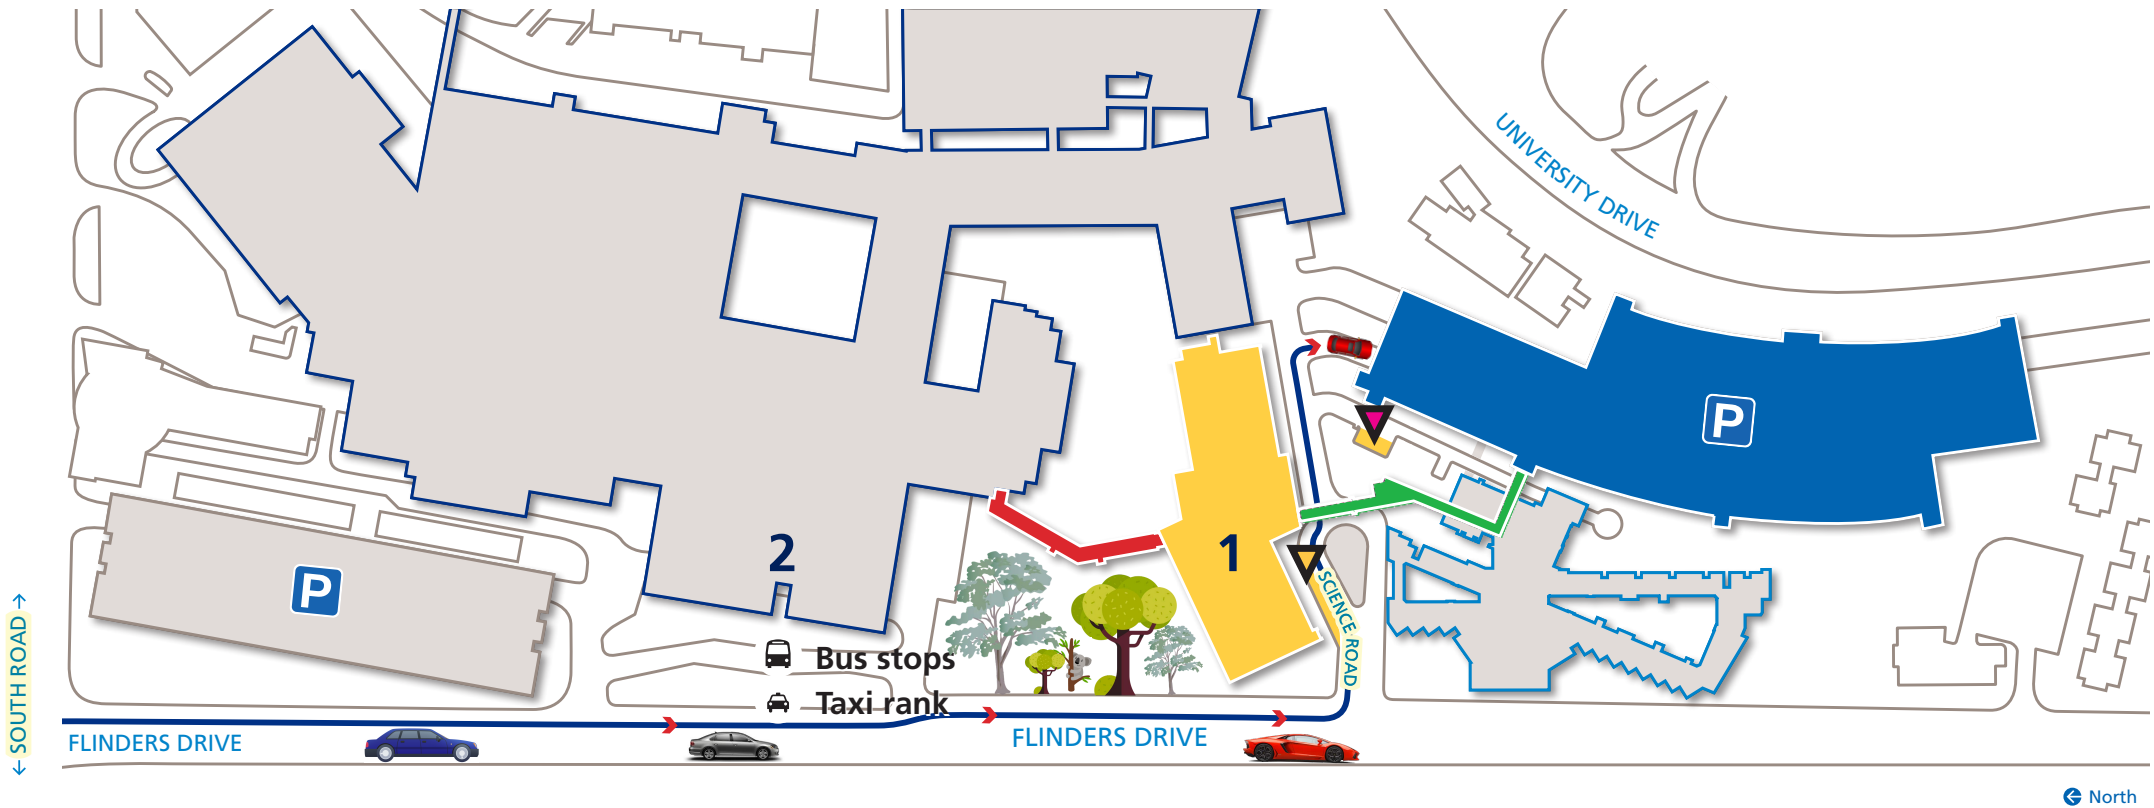 UNIVERSITY DRIVE
P
1
2
P
SCIENCE ROAD
Bus stops
Taxi rank
← SOUTH ROAD →
FLINDERS DRIVE
FLINDERS DRIVE
North